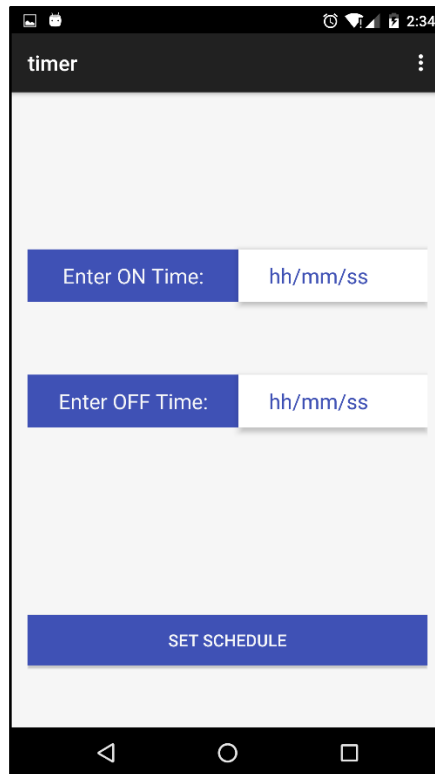 2:34
timer
Enter ON Time: hh/mm/ss
Enter OFF Time: hh/mm/ss
SET SCHEDULE